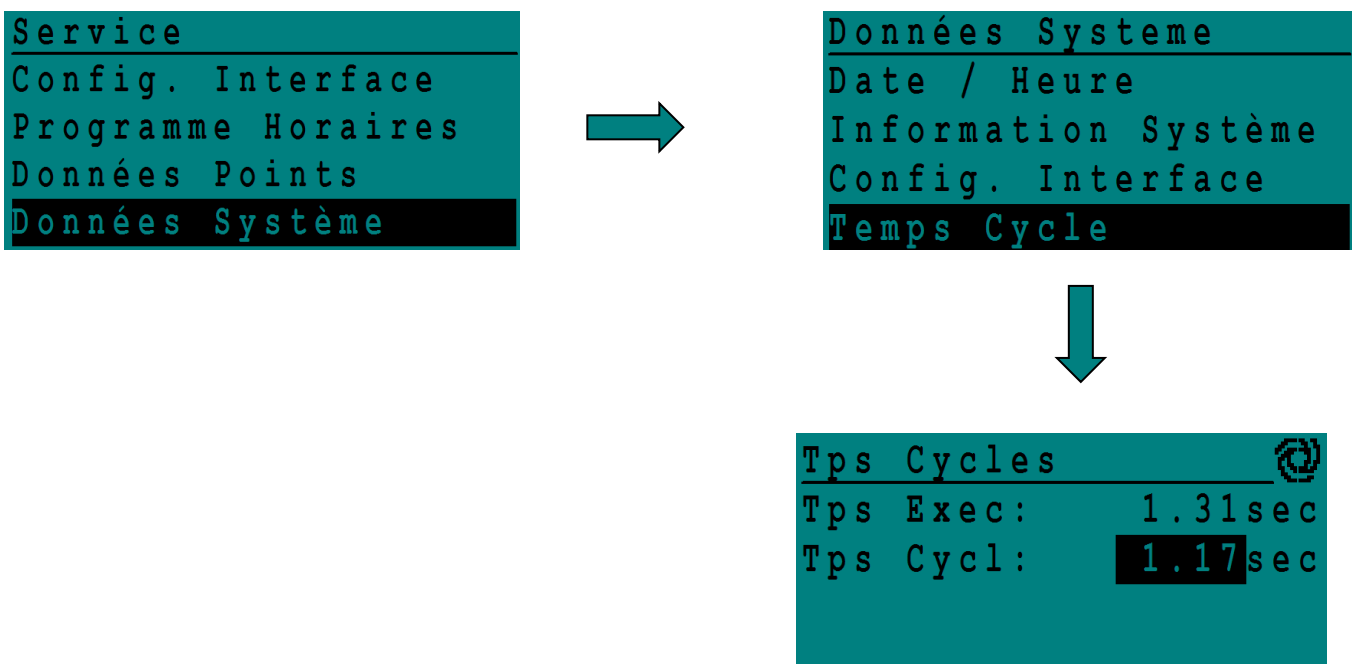 Service
Config. Interface
Programme Horaires
Données Points
Données Système
Données Systeme
Date / Heure
Information Système
Config. Interface
Temps Cycle
Tps Cycles
Tps Exec: 1.31sec
Tps Cycl: 1.17sec